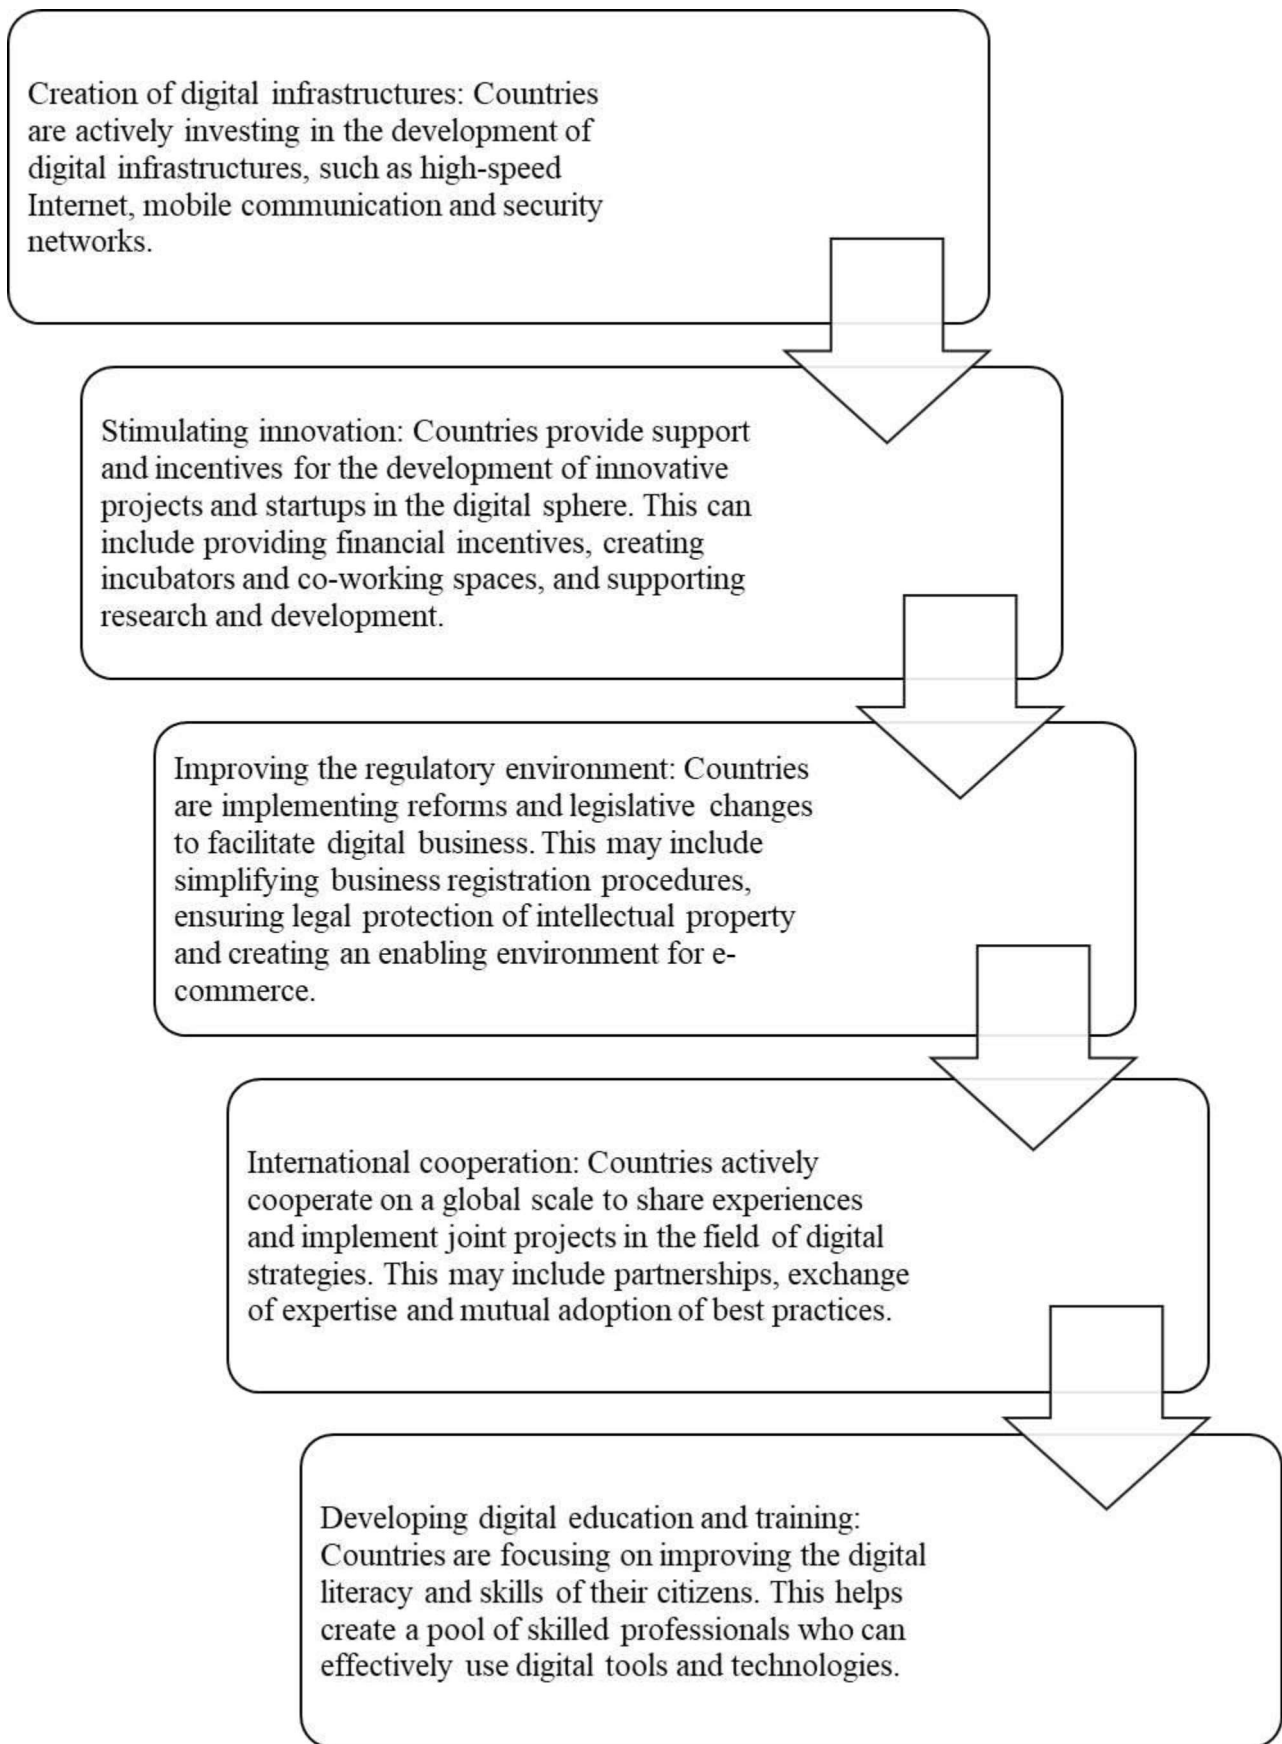 Creation of digital infrastructures: Countries
are actively investing in the development of
digital infrastructures, such as high-speed
Internet, mobile communication and security
networks.
Stimulating innovation: Countries provide support
and incentives for the development of innovative
projects and startups in the digital sphere. This can
include providing financial incentives, creating
incubators and co-working spaces, and supporting
research and development.
Improving the regulatory environment: Countries
are implementing reforms and legislative changes
to facilitate digital business. This may include
simplifying business registration procedures,
ensuring legal protection of intellectual property
and creating an enabling environment for e-
commerce.
International cooperation: Countries actively
cooperate on a global scale to share experiences
and implement joint projects in the field of digital
strategies. This may include partnerships, exchange
of expertise and mutual adoption of best practices.
Developing digital education and training:
Countries are focusing on improving the digital
literacy and skills of their citizens. This helps
create a pool of skilled professionals who can
effectively use digital tools and technologies.